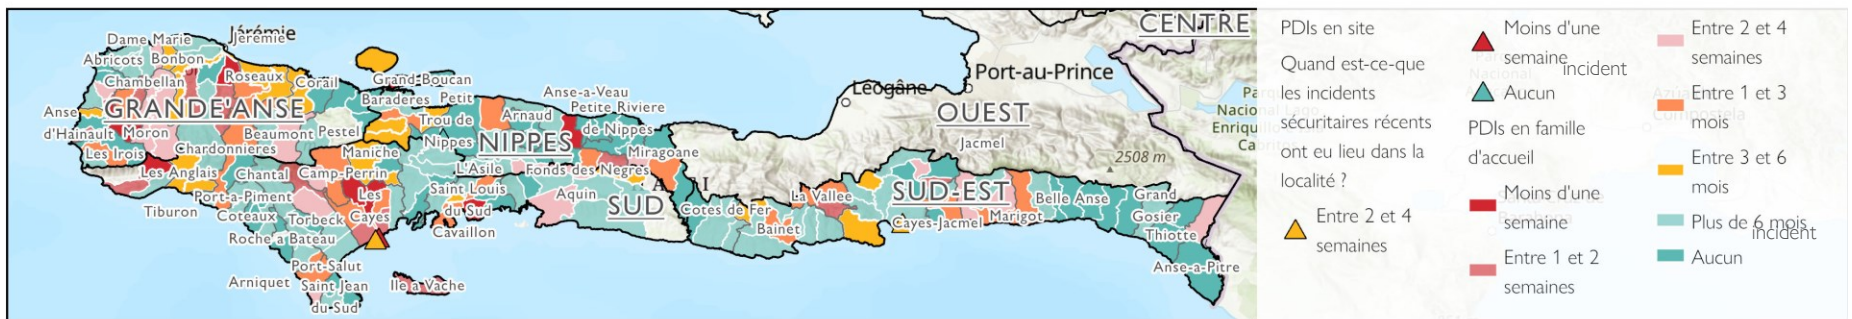 CENTRE
Dame Marie
Jérémie
Jérémie
Abricots
Bonbon
Chambellan
Roseaux
Corail
Grand-Boucan
GRANDE'ANSE
Baraderes
Petit
Trou de
Nippes
Anse-a-Veau
Petite Riviere
de Nippes
Arnaud
Léogâne
Port-au-Prince
OUEST
Jacmel
2508 m
Anse
d'Hainault
Moron
Beaumont
Pestel
Les Irois
Chardonnieres
Maniche
NIPPES
Miragoane
Les Anglais
Chantal
Camp-Perrin
L'Asile
Fonds des Negres
Tiburon
Port-a-Piment
Les
Cayes
Saint Louis
du Sud
Aquin
SUD
A
I
La Vallee
SUD-EST
Belle Anse
Grand
Gosier
Coteaux
Torbeck
Cavaillon
Cotes de Fer
Bainet
Cayes-Jacmel
Marigot
Thiotte
Roche a Bateau
Port-Salut
Arniquet
Saint Jean
du Sud
Ile a Vache
Anse-a-Pitre
PDIs en site
Quand est-ce-que
les incidents
sécuritaires récents
ont eu lieu dans la
localité ?
Entre 2 et 4
semaines
Moins d'une
semaine
incident
Aucun
PDIs en famille
d'accueil
Moins d'une
semaine
Entre 1 et 2
semaines
Entre 2 et 4
semaines
Entre 1 et 3
mois
Entre 3 et 6
mois
Plus de 6 mois
incident
Aucun